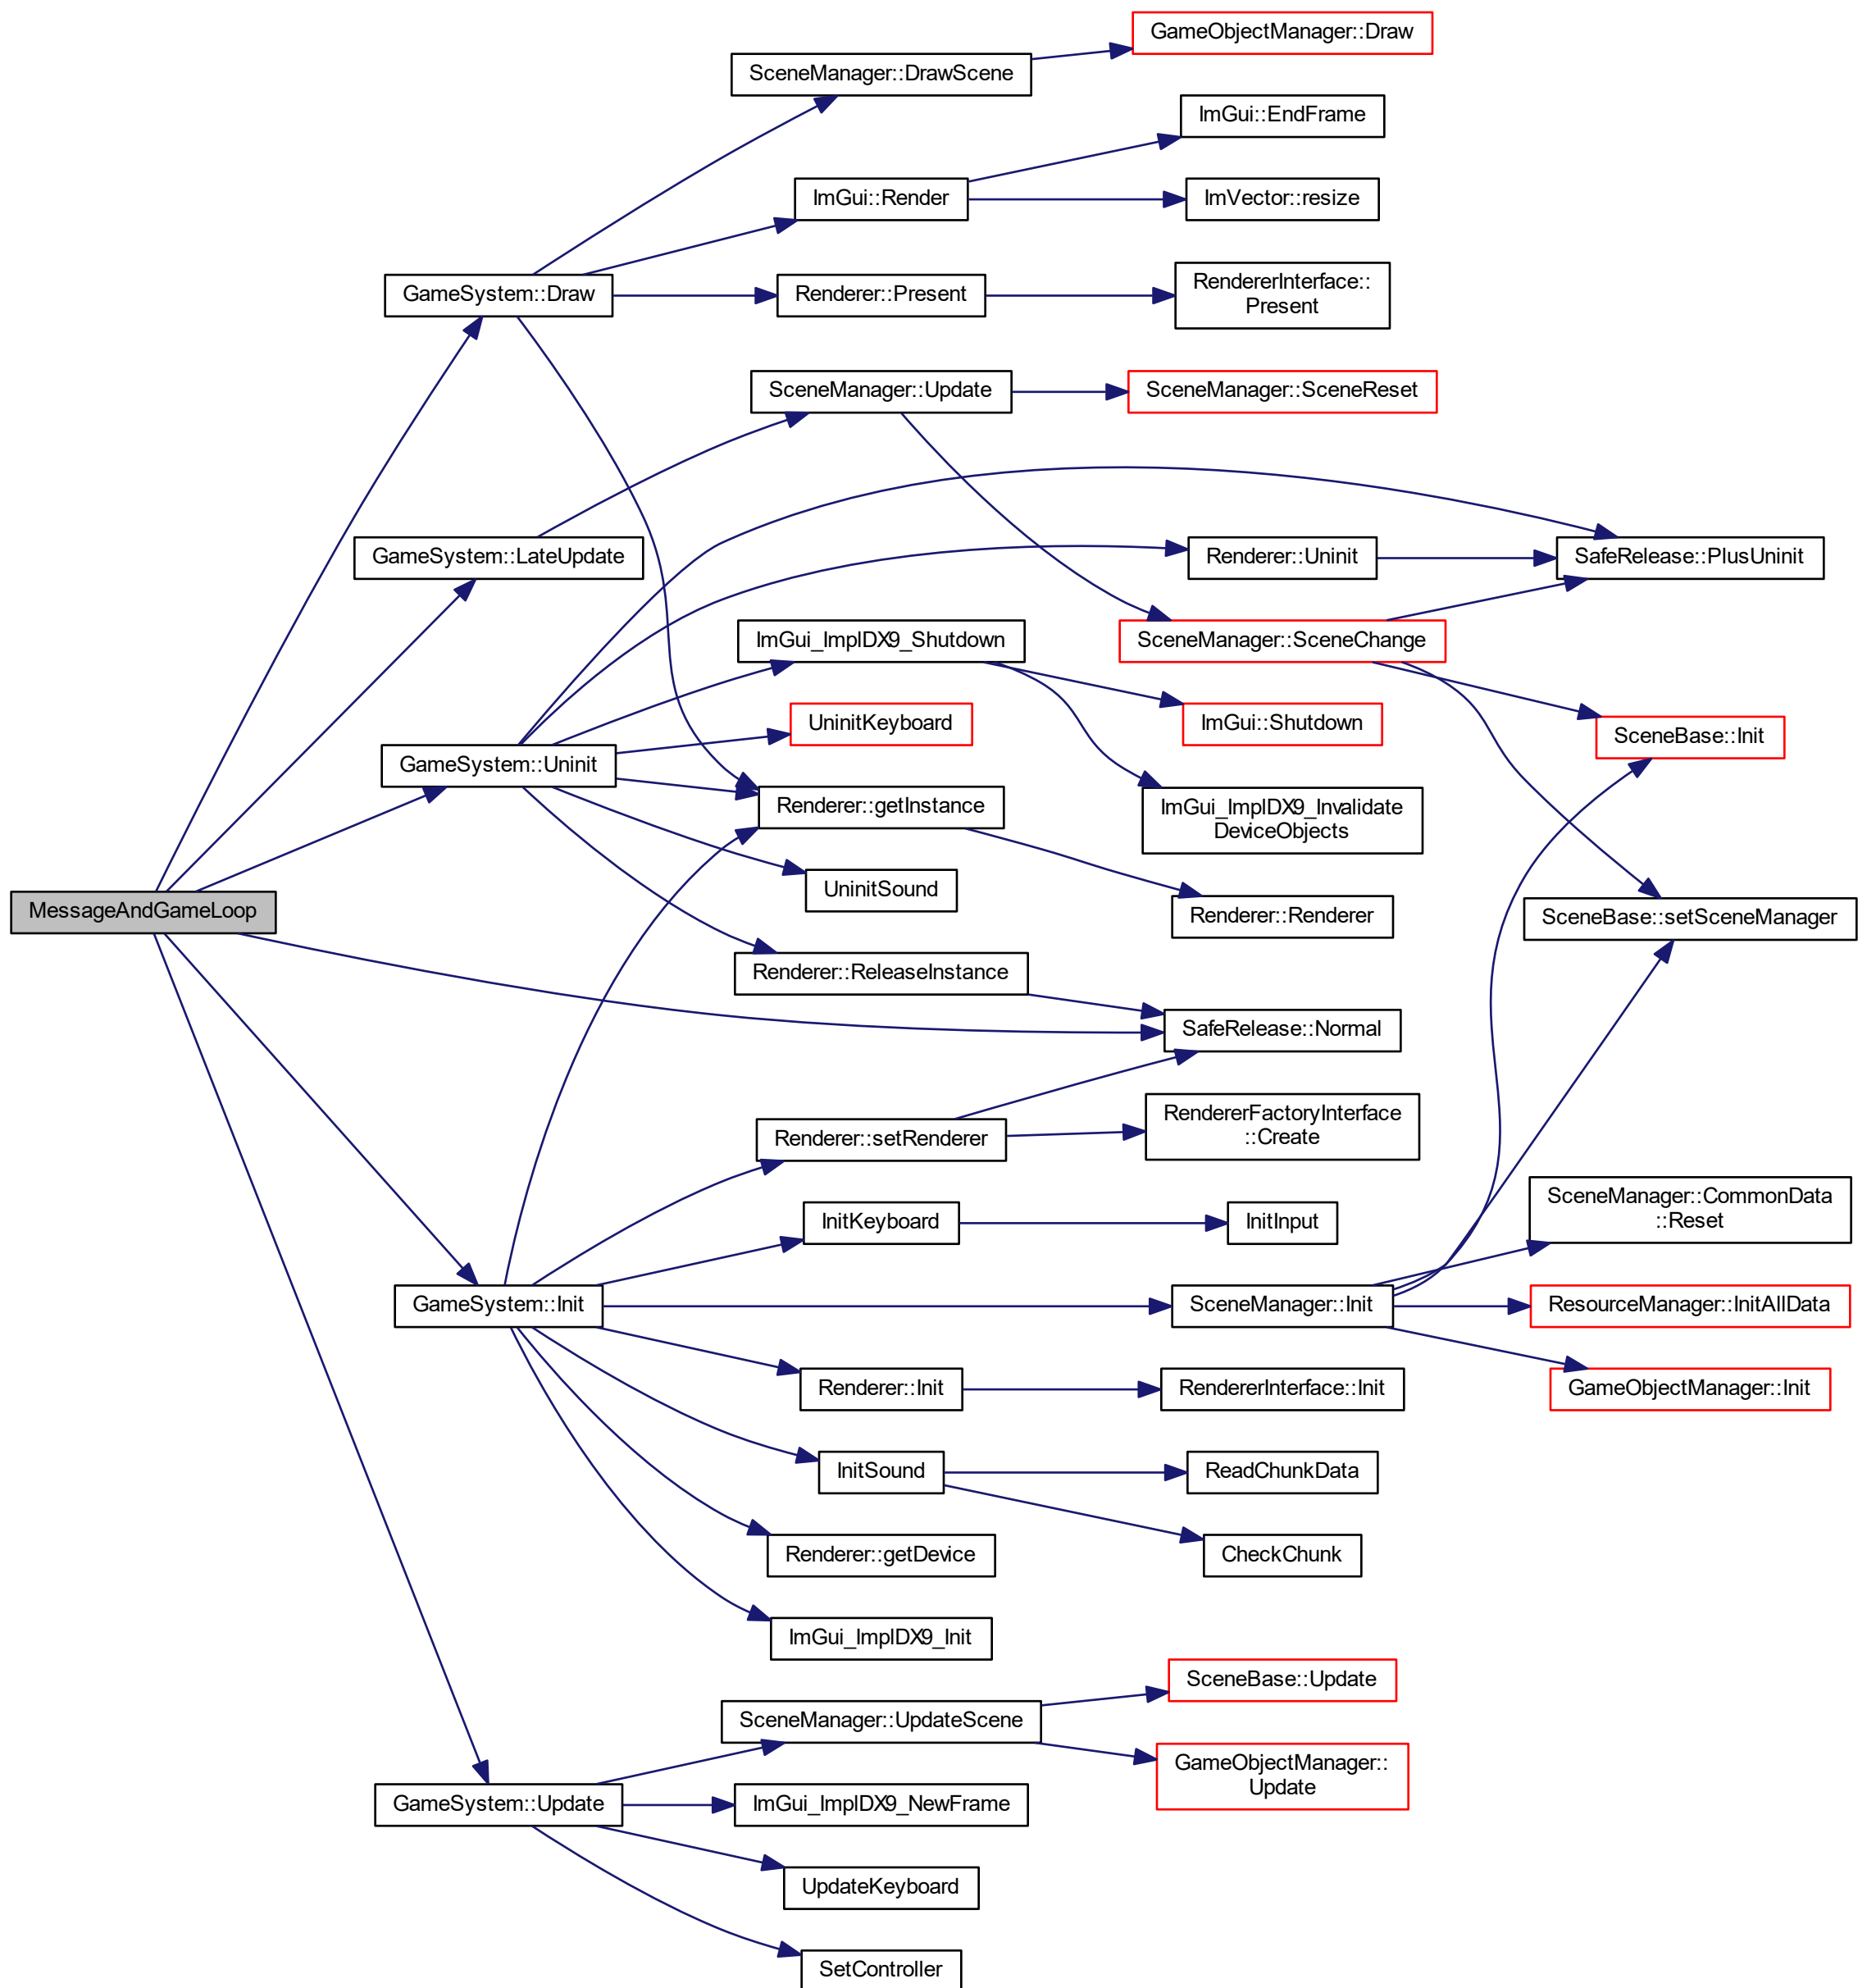 GameObjectManager::Draw
SceneManager::DrawScene
ImGui::EndFrame
ImGui::Render
ImVector::resize
GameSystem::Draw
Renderer::Present
RendererInterface::
Present
SceneManager::Update
SceneManager::SceneReset
GameSystem::LateUpdate
Renderer::Uninit
SafeRelease::PlusUninit
ImGui_ImplDX9_Shutdown
SceneManager::SceneChange
UninitKeyboard
ImGui::Shutdown
SceneBase::Init
GameSystem::Uninit
Renderer::getInstance
ImGui_ImplDX9_Invalidate
DeviceObjects
UninitSound
MessageAndGameLoop
Renderer::Renderer
SceneBase::setSceneManager
Renderer::ReleaseInstance
SafeRelease::Normal
Renderer::setRenderer
RendererFactoryInterface
::Create
SceneManager::CommonData
::Reset
InitKeyboard
InitInput
GameSystem::Init
SceneManager::Init
ResourceManager::InitAllData
Renderer::Init
RendererInterface::Init
GameObjectManager::Init
InitSound
ReadChunkData
Renderer::getDevice
CheckChunk
ImGui_ImplDX9_Init
SceneBase::Update
SceneManager::UpdateScene
GameObjectManager::
Update
GameSystem::Update
ImGui_ImplDX9_NewFrame
UpdateKeyboard
SetController